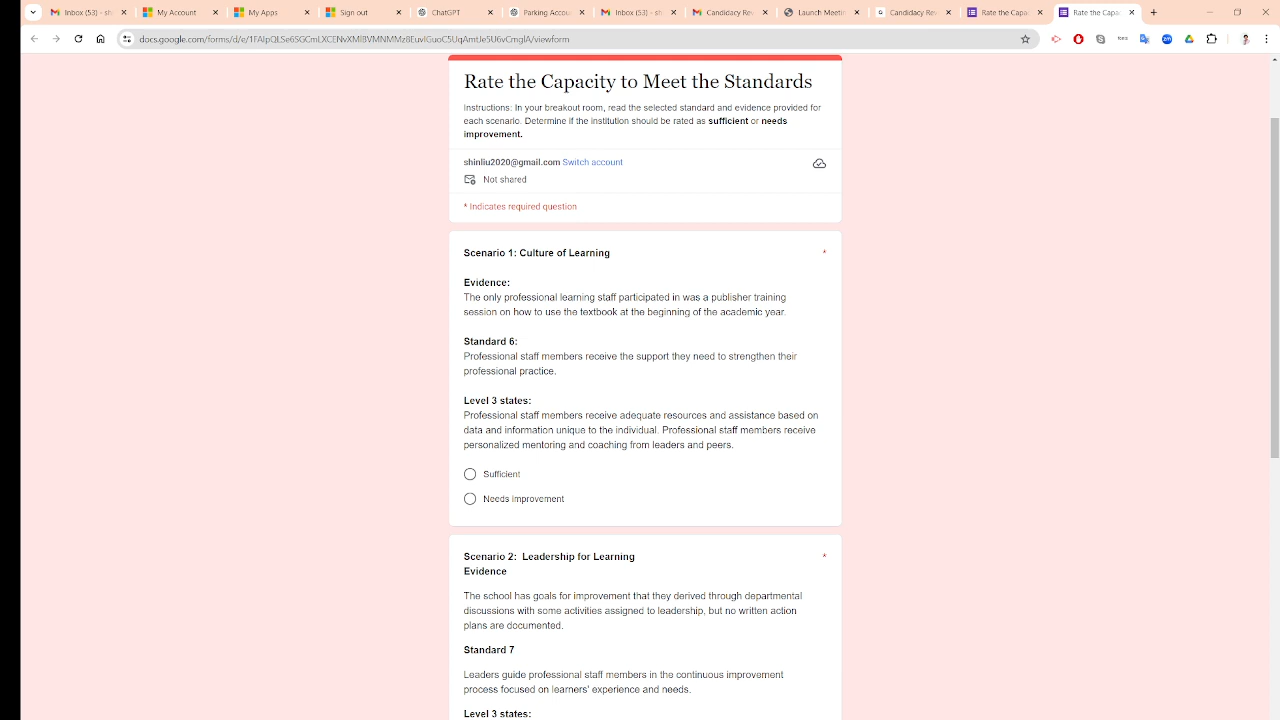 Inbox (53) - sh
My Account
My Apps
Sign out
ChatGPT
Parking Accou
Inbox (53) - sh
Candidacy Rev
Launch Meetin
Candidacy Rev
Rate the Capac
Rate the Capac
Rate the Capacity to Meet the Standards
Instructions: In your breakout room, read the selected standard and evidence provided for
each scenario. Determine if the institution should be rated as sufficient or needs
improvement.
shinliu2020@gmail.com Switch account
Not shared
* Indicates required question
Scenario 1: Culture of Learning *
Evidence:
The only professional learning staff participated in was a publisher training
session on how to use the textbook at the beginning of the academic year.
Standard 6:
Professional staff members receive the support they need to strengthen their
professional practice.
Level 3 states:
Professional staff members receive adequate resources and assistance based on
data and information unique to the individual. Professional staff members receive
personalized mentoring and coaching from leaders and peers.
Sufficient
Needs Improvement
Scenario 2: Leadership for Learning *
Evidence
The school has goals for improvement that they derived through departmental
discussions with some activities assigned to leadership, but no written action
plans are documented.
Standard 7
Leaders guide professional staff members in the continuous improvement
process focused on learners' experience and needs.
Level 3 states: